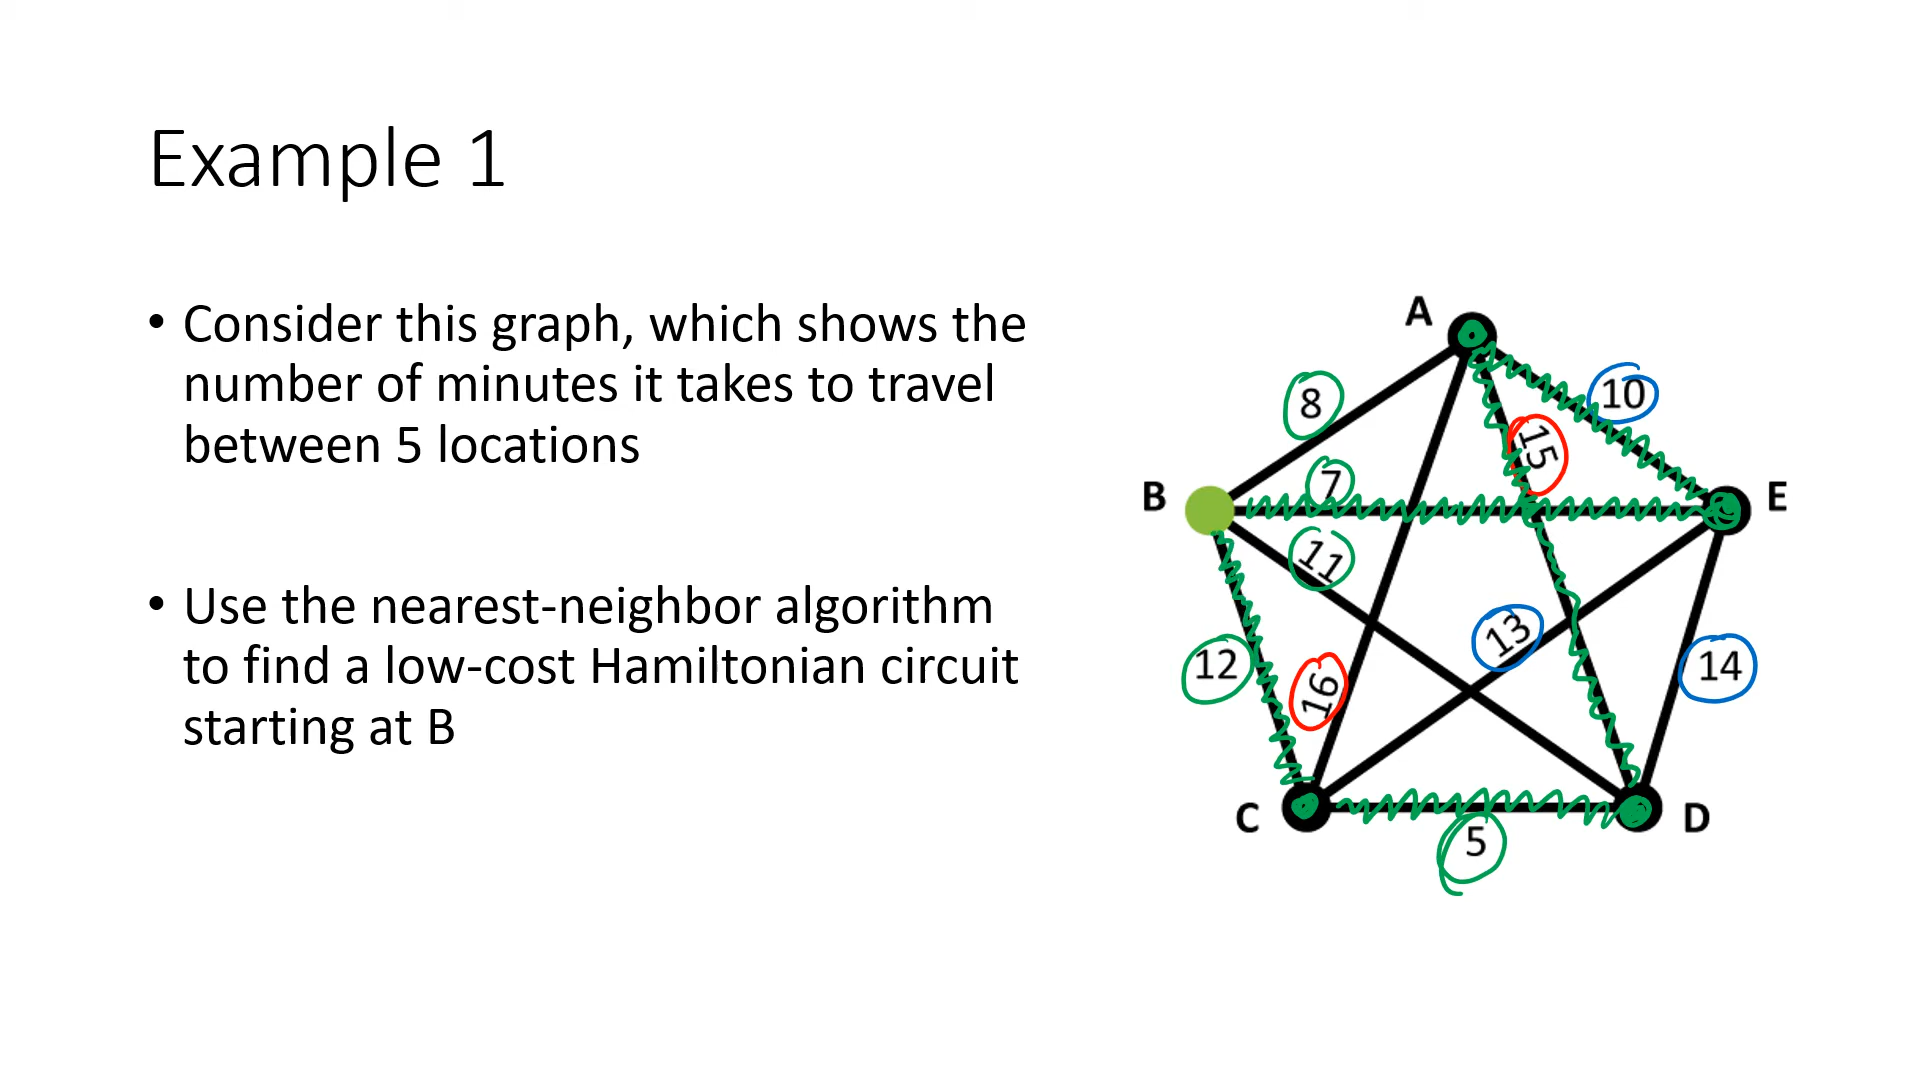 Example 1
• Consider this graph, which shows the
number of minutes it takes to travel
between 5 locations
• Use the nearest-neighbor algorithm
to find a low-cost Hamiltonian circuit
starting at B
A
8
10
15
7
B
E
11
13
12
16
14
C
D
5